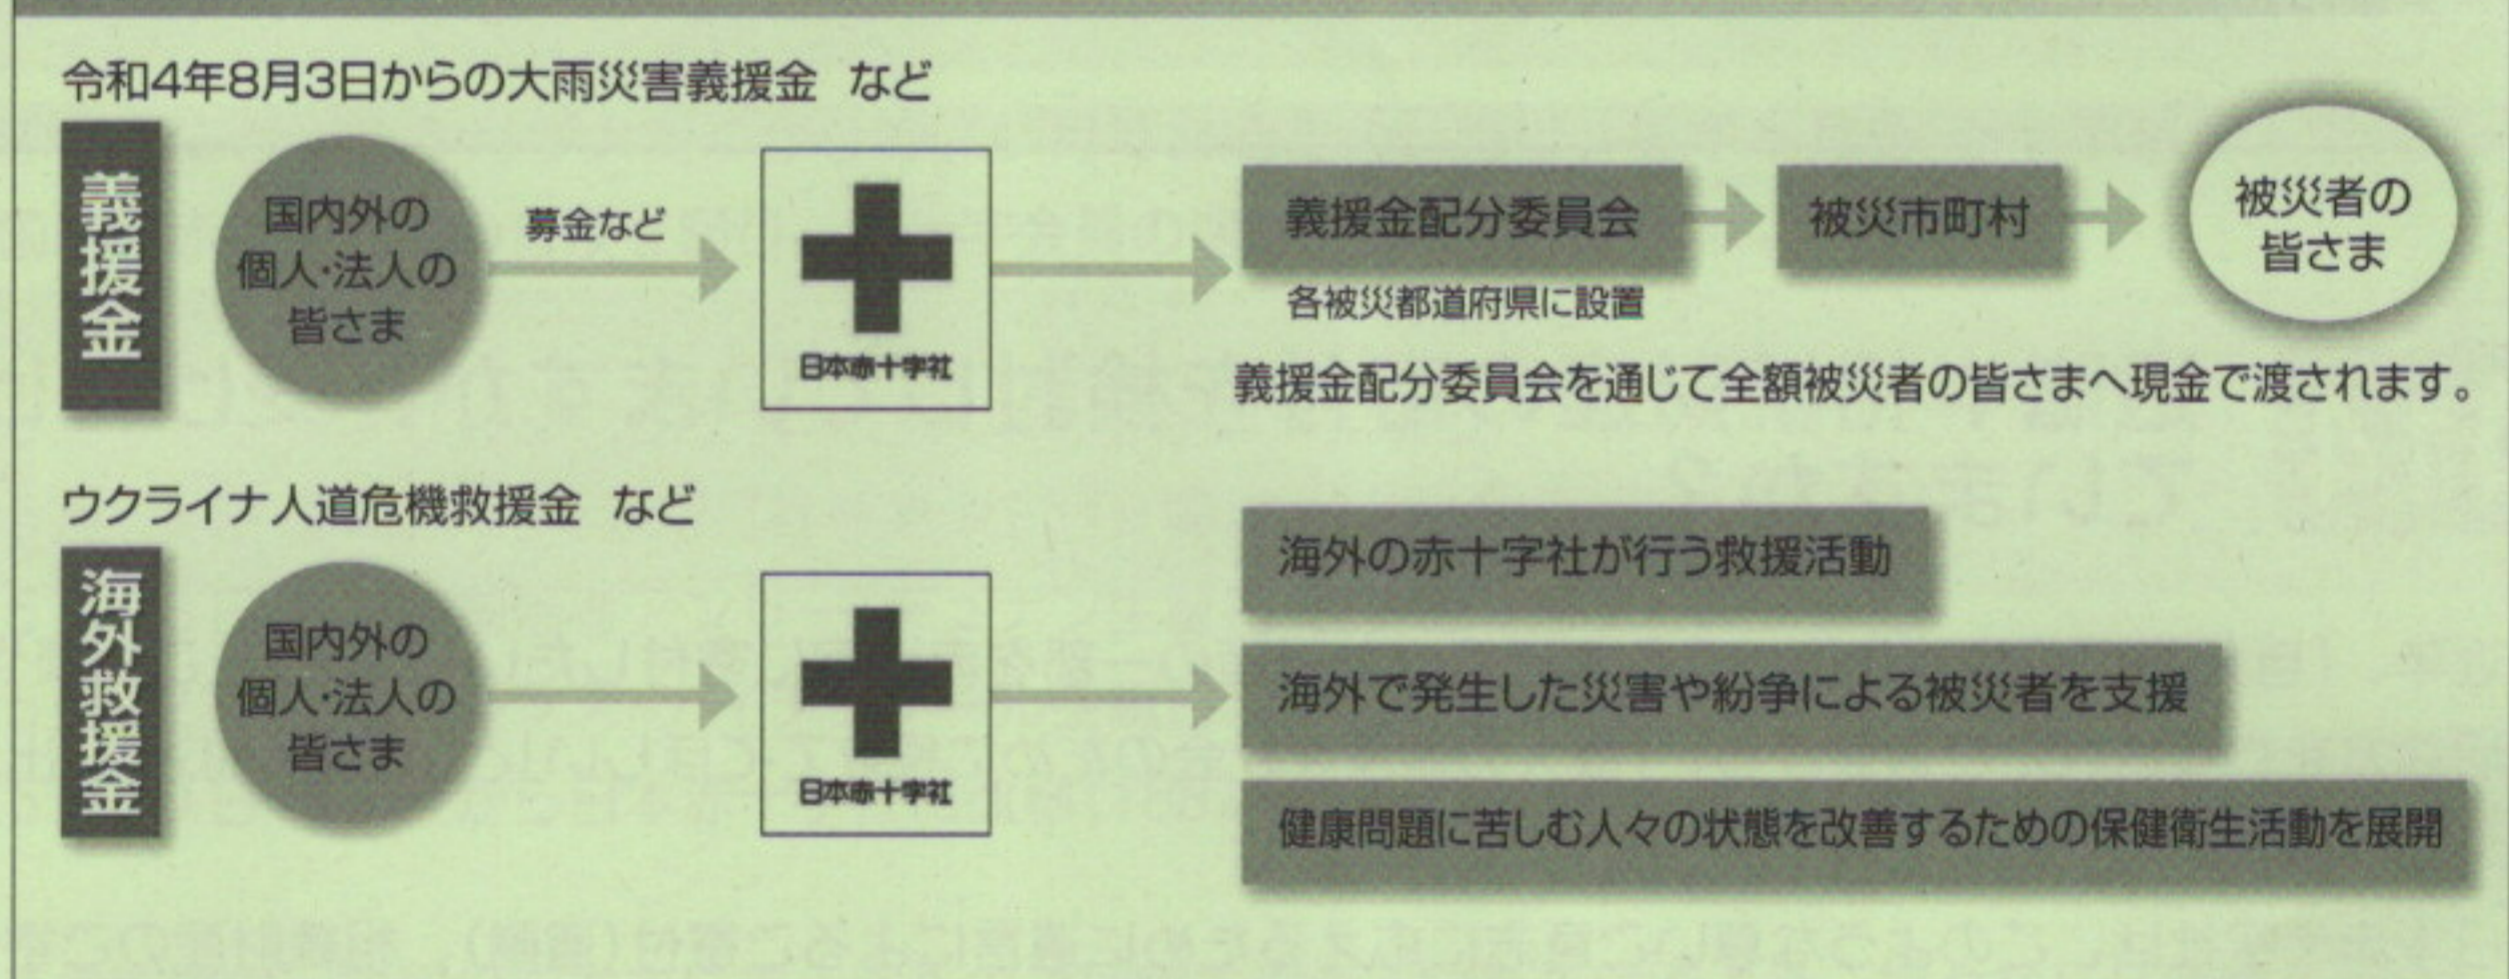 令和4年8月3日からの大雨災害義援金 など
義援金
国内外の
個人・法人の
皆さま
募金など
日本赤十字社
義援金配分委員会
各被災都道府県に設置
被災市町村
被災者の
皆さま
義援金配分委員会を通じて全額被災者の皆さまへ現金で渡されます。
ウクライナ人道危機救援金 など
海外救援金
国内外の
個人・法人の
皆さま
日本赤十字社
海外の赤十字社が行う救援活動
海外で発生した災害や紛争による被災者を支援
健康問題に苦しむ人々の状態を改善するための保健衛生活動を展開